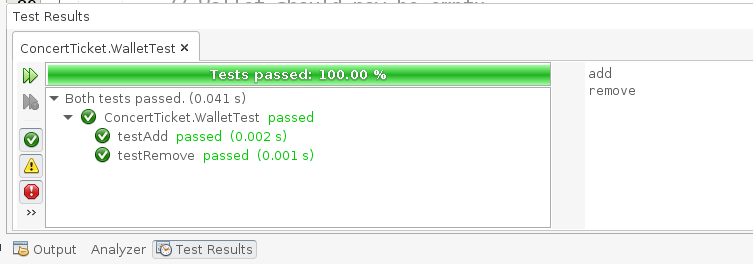 // Wallet should now be empty
Test Results
ConcertTicket.WalletTest ×
Tests passed: 100.00 %
add
remove
Both tests passed. (0.041 s)
ConcertTicket.WalletTest passed
testAdd passed (0.002 s)
testRemove passed (0.001 s)
>>
Output Analyzer Test Results